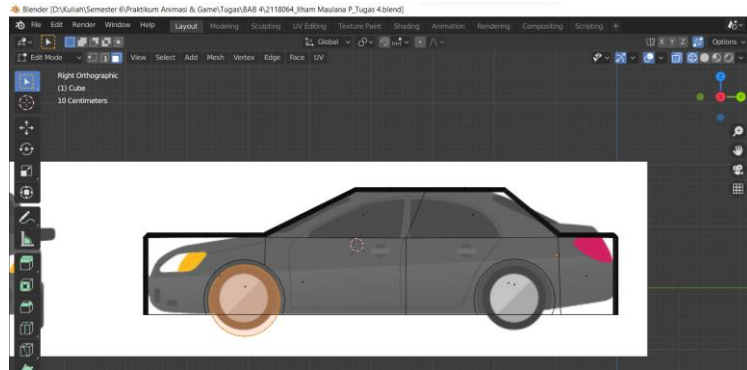 Blender [D:\Kuliah\Semester 6\Praktikum Animasi & Game\Tugas\BAB 4\2118064_Ilham Maulana P_Tugas 4.blend]
File Edit Render Window Help Layout Modeling Sculpting UV Editing Texture Paint Shading Animation Rendering Compositing Scripting +
Global X Y Z Options
Edit Mode View Select Add Mesh Vertex Edge Face UV
Right Orthographic
(1) Cube
10 Centimeters
Z
X
Y